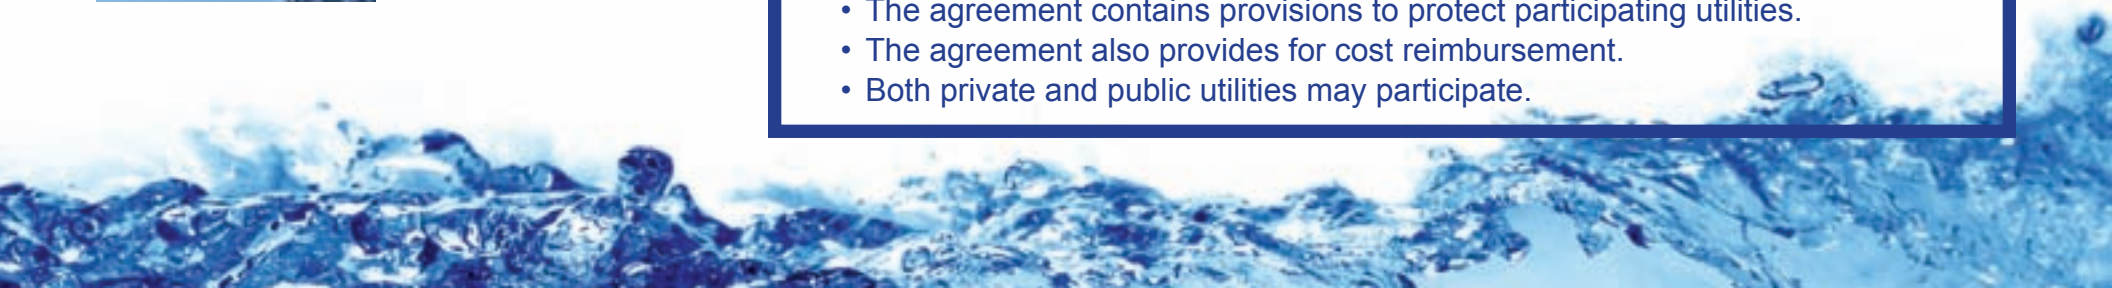 • The agreement contains provisions to protect participating utilities.
• The agreement also provides for cost reimbursement.
• Both private and public utilities may participate.